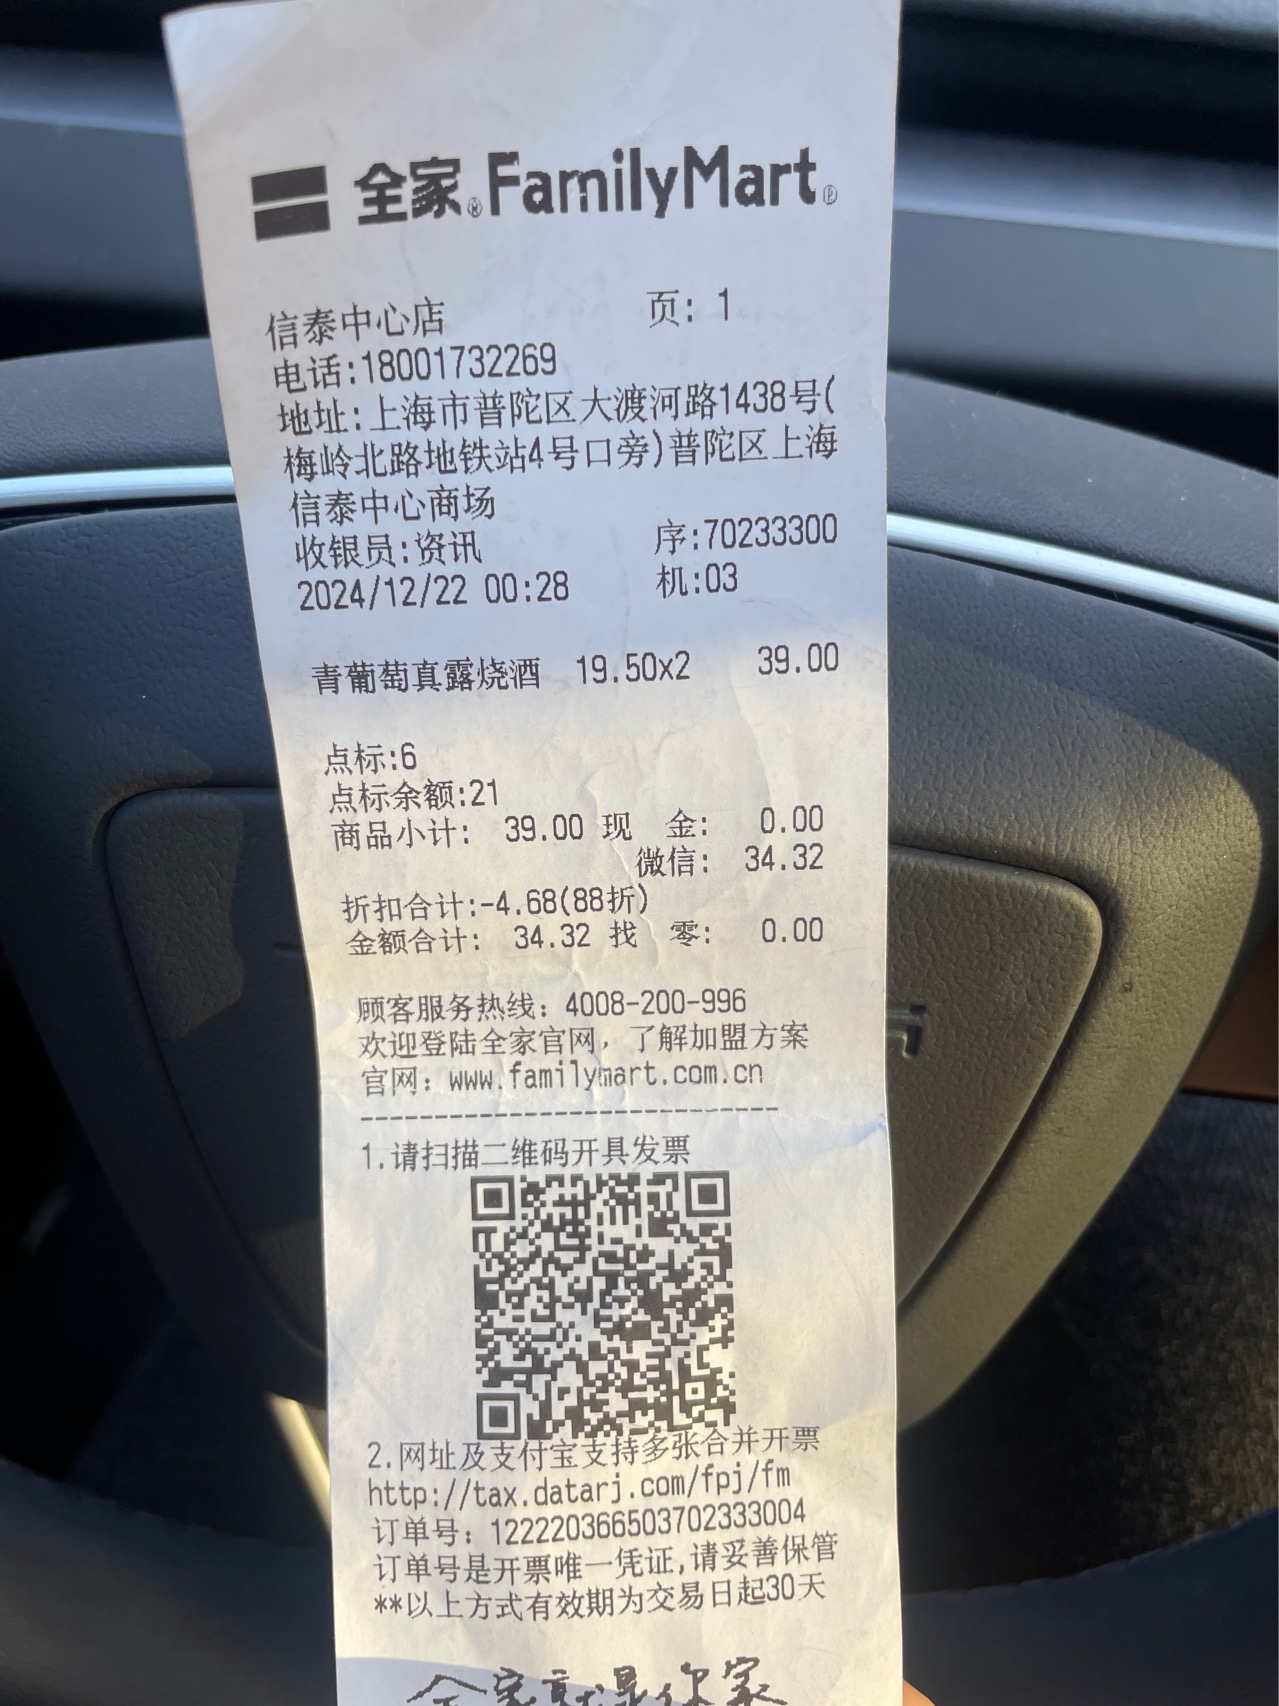 全家® FamilyMart®
信泰中心店 页: 1
电话:18001732269
地址:上海市普陀区大渡河路1438号(
梅岭北路地铁站4号口旁)普陀区上海
信泰中心商场
收银员:资讯 序:70233300
2024/12/22 00:28 机:03
青葡萄真露烧酒 19.50x2 39.00
点标:6
点标余额:21
商品小计: 39.00 现 金: 0.00
微信: 34.32
折扣合计:-4.68(88折)
金额合计: 34.32 找 零: 0.00
顾客服务热线: 4008-200-996
欢迎登陆全家官网, 了解加盟方案
官网: www.familymart.com.cn
----------------------------
1.请扫描二维码开具发票
2.网址及支付宝支持多张合并开票
http://tax.datarj.com/fpj/fm
订单号: 122220366503702333004
订单号是开票唯一凭证,请妥善保管
**以上方式有效期为交易日起30天
全家就是你家